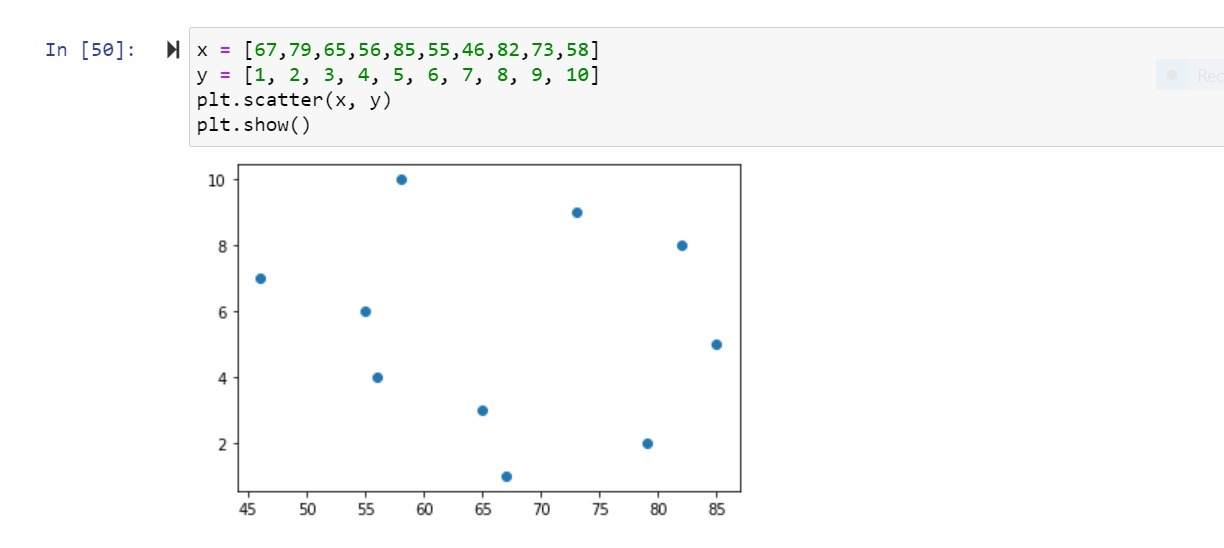 In [50]:
x = [67,79,65,56,85,55,46,82,73,58]
y = [1, 2, 3, 4, 5, 6, 7, 8, 9, 10]
Rec
plt.scatter(x, y)
plt.show()
10
8
6
4
2
45 50 55 60 65 70 75 80 85